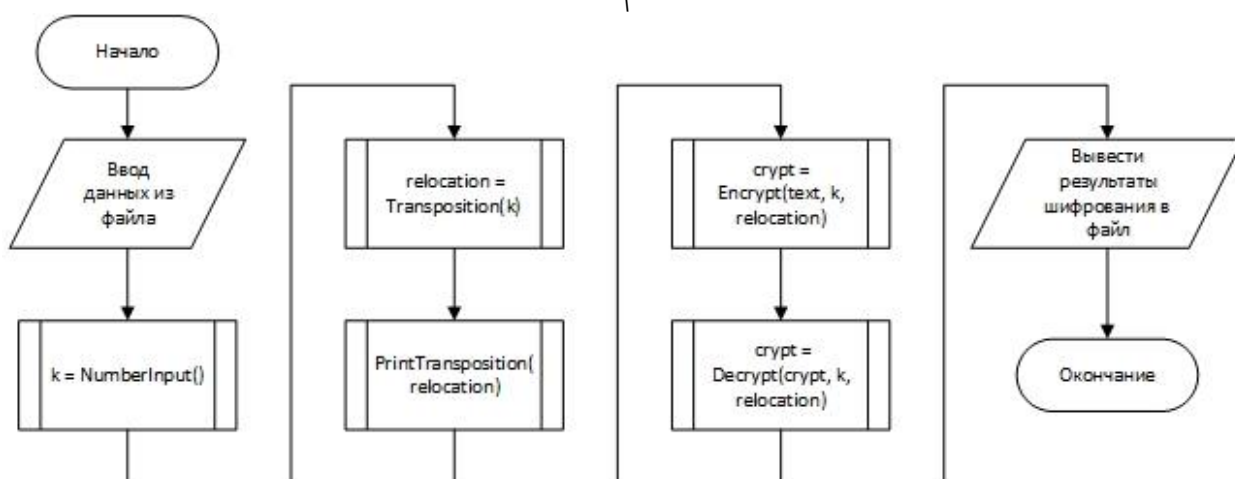 Начало
Ввод
данных из
файла
k = NumberInput()
relocation =
Transposition(k)
PrintTransposition(
relocation)
crypt =
Encrypt(text, k,
relocation)
crypt =
Decrypt(crypt, k,
relocation)
Вывести
результаты
шифрования в
файл
Окончание